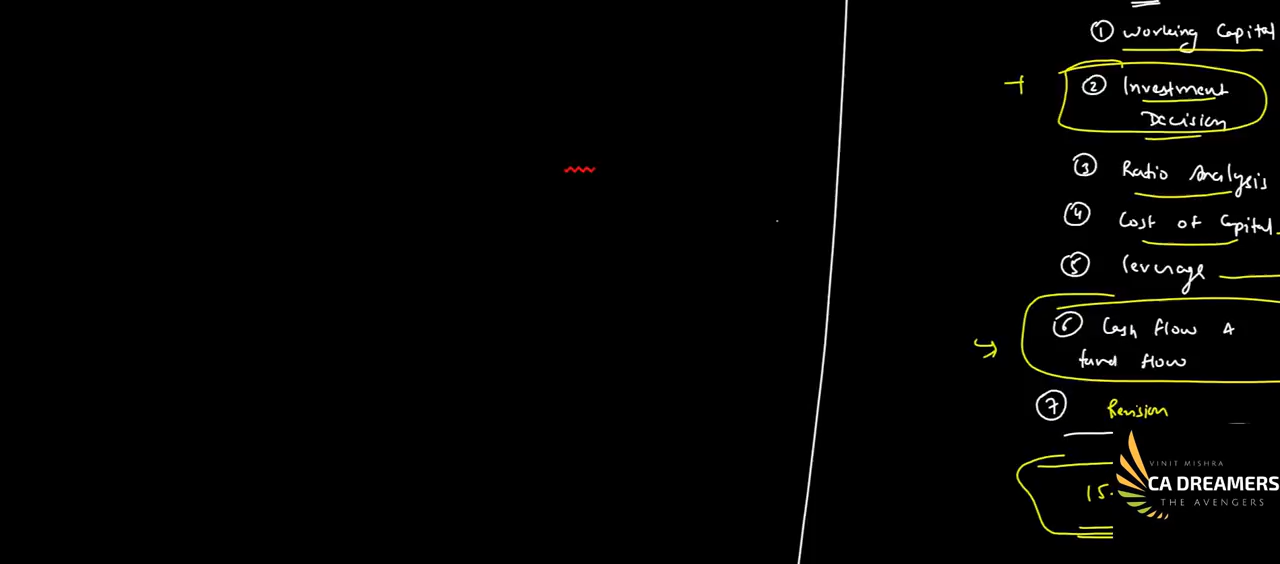 ① Working Capital
② Investment
Decision
③ Ratio Analysis
④ Cost of Capital
⑤ leverage
⑥ Cash flow &
fund flow
⑦ Revision
15.
VINIT MISHRA
CA DREAMERS
THE AVENGERS